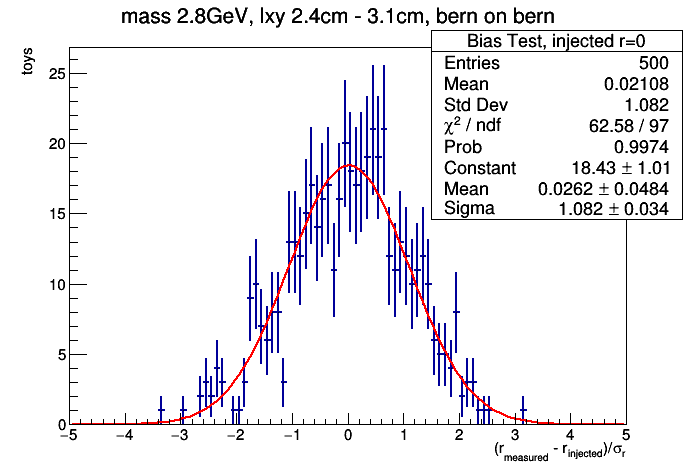 mass 2.8GeV, lxy 2.4cm - 3.1cm, bern on bern
Bias Test, injected r=0
Entries 500
Mean 0.02108
Std Dev 1.082
χ² / ndf 62.58 / 97
Prob 0.9974
Constant 18.43 ± 1.01
Mean 0.0262 ± 0.0484
Sigma 1.082 ± 0.034
toys
25
20
15
10
5
0
−5 −4 −3 −2 −1 0 1 2 3 4 5
(r_measured - r_injected)/σ_r